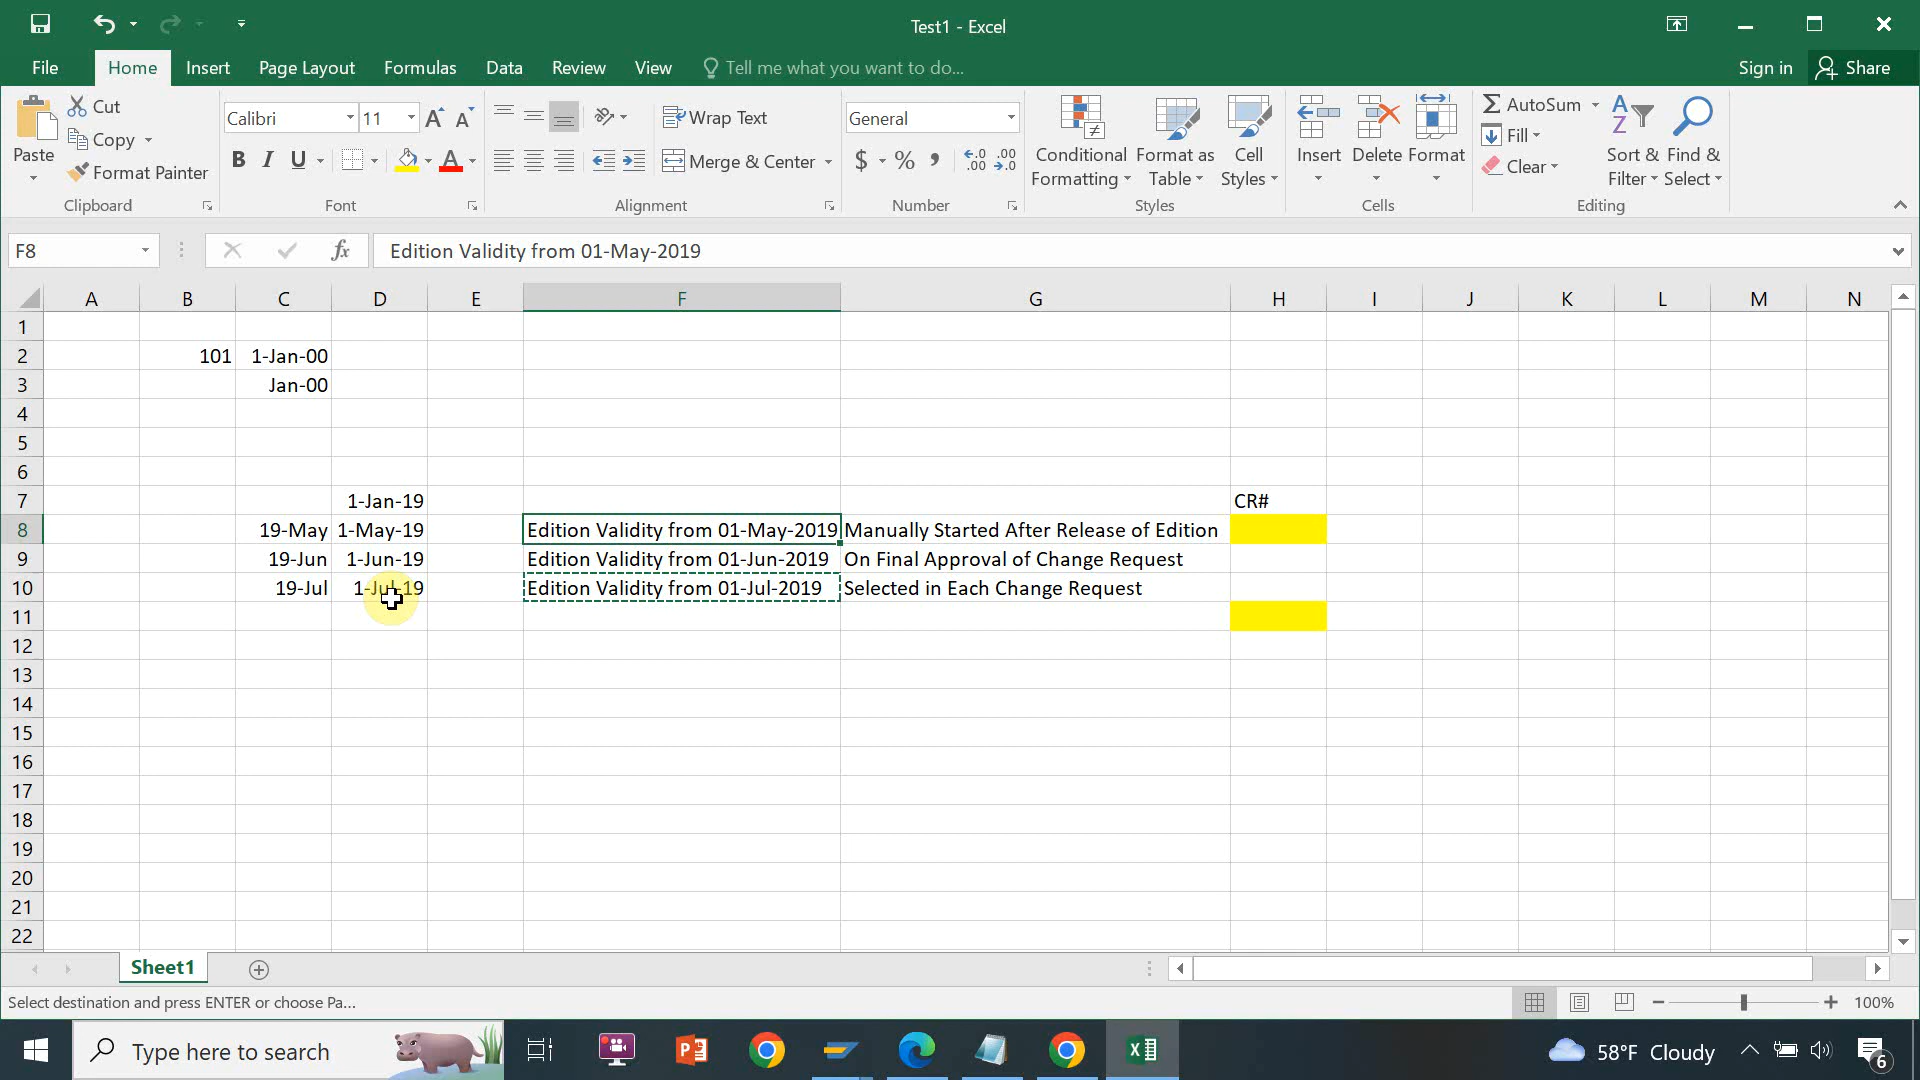 Test1 - Excel
File Home Insert Page Layout Formulas Data Review View Tell me what you want to do... Sign in Share
Cut
Copy
Format Painter
Paste
Clipboard
Calibri 11
B I U
Font
Wrap Text
Merge & Center
Alignment
General
$ % , .00 .0
Number
Conditional Formatting
Format as Table
Cell Styles
Styles
Insert Delete Format
Cells
AutoSum
Fill
Clear
Sort & Filter
Find & Select
Editing
F8 fx Edition Validity from 01-May-2019
A B C D E F G H I J K L M N
1
2 101 1-Jan-00
3 Jan-00
4
5
6
7 1-Jan-19 CR#
8 19-May 1-May-19 Edition Validity from 01-May-2019 Manually Started After Release of Edition
9 19-Jun 1-Jun-19 Edition Validity from 01-Jun-2019 On Final Approval of Change Request
10 19-Jul 1-Jul-19 Edition Validity from 01-Jul-2019 Selected in Each Change Request
11
12
13
14
15
16
17
18
19
20
21
22
Sheet1
Select destination and press ENTER or choose Pa...
100%
Type here to search
58°F Cloudy
6